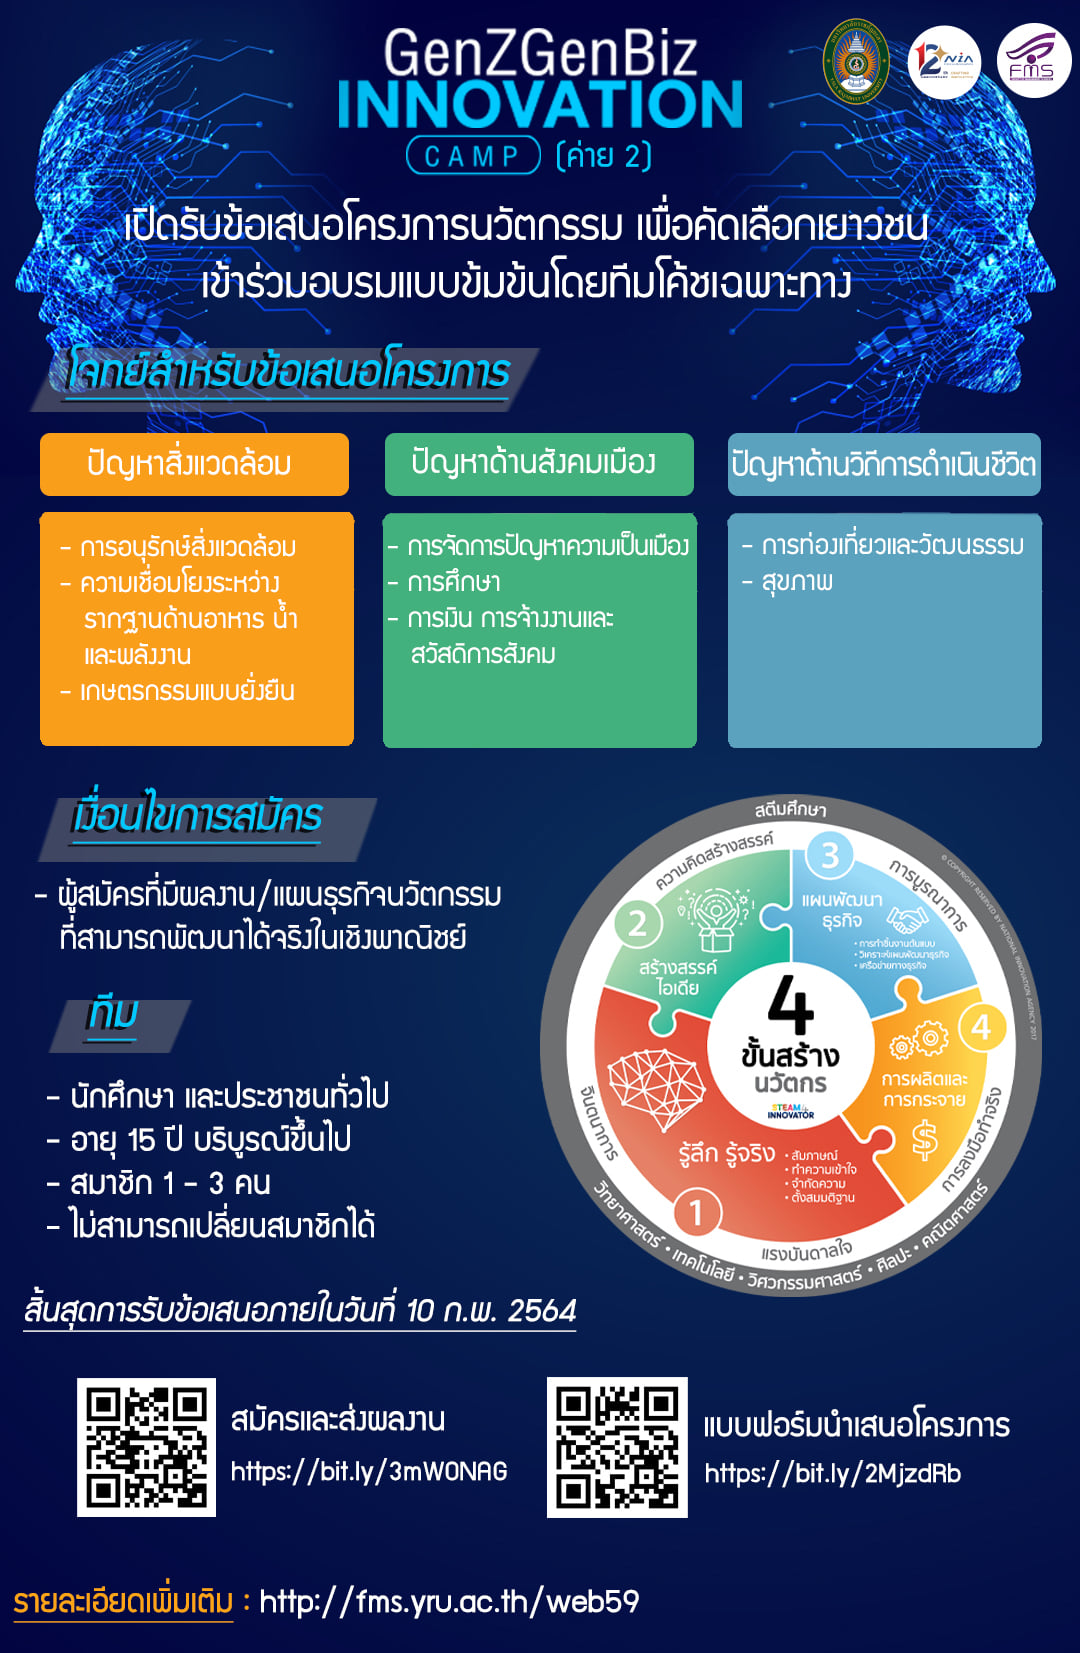 GenZGenBiz
INNOVATION
CAMP (ค่าย 2)
12 th NIA
FMS
เปิดรับข้อเสนอโครงการนวัตกรรม เพื่อคัดเลือกเยาวชน
เข้าร่วมอบรมแบบข้มข้นโดยทีมโค้ชเฉพาะทาง
โจทย์สำหรับข้อเสนอโครงการ
ปัญหาสิ่งแวดล้อม
- การอนุรักษ์สิ่งแวดล้อม
- ความเชื่อมโยงระหว่าง
รากฐานด้านอาหาร น้ำ
และพลังงาน
- เกษตรกรรมแบบยั่งยืน
ปัญหาด้านสังคมเมือง
- การจัดการปัญหาความเป็นเมือง
- การศึกษา
- การเงิน การจ้างงานและ
สวัสดิการสังคม
ปัญหาด้านวิถีการดำเนินชีวิต
- การท่องเที่ยวและวัฒนธรรม
- สุขภาพ
เงื่อนไขการสมัคร
- ผู้สมัครที่มีผลงาน/แผนธุรกิจนวัตกรรม
ที่สามารถพัฒนาได้จริงในเชิงพาณิชย์
ทีม
- นักศึกษา และประชาชนทั่วไป
- อายุ 15 ปี บริบูรณ์ขึ้นไป
- สมาชิก 1 - 3 คน
- ไม่สามารถเปลี่ยนสมาชิกได้
สตีมศึกษา
ความคิดสร้างสรรค์
การบูรณาการ
© COPYRIGHT RESERVED BY NATIONAL INNOVATION AGENCY 2017
2
สร้างสรรค์
ไอเดีย
3
แผนพัฒนา
ธุรกิจ
• การทำชิ้นงานต้นแบบ
• วิเคราะห์แผนพัฒนาธุรกิจ
• เครือข่ายทางธุรกิจ
4
ขั้นสร้าง
นวัตกร
STEAM4
INNOVATOR
4
การผลิตและ
การกระจาย
$
รู้ลึก รู้จริง
• สัมภาษณ์
• ทำความเข้าใจ
• จำกัดความ
• ตั้งสมมติฐาน
1
จินตนาการ
แรงบันดาลใจ
การลงมือทำจริง
วิทยาศาสตร์ • เทคโนโลยี • วิศวกรรมศาสตร์ • ศิลปะ • คณิตศาสตร์
สิ้นสุดการรับข้อเสนอภายในวันที่ 10 ก.พ. 2564
สมัครและส่งผลงาน
https://bit.ly/3mWONAG
แบบฟอร์มนำเสนอโครงการ
https://bit.ly/2MjzdRb
รายละเอียดเพิ่มเติม : http://fms.yru.ac.th/web59